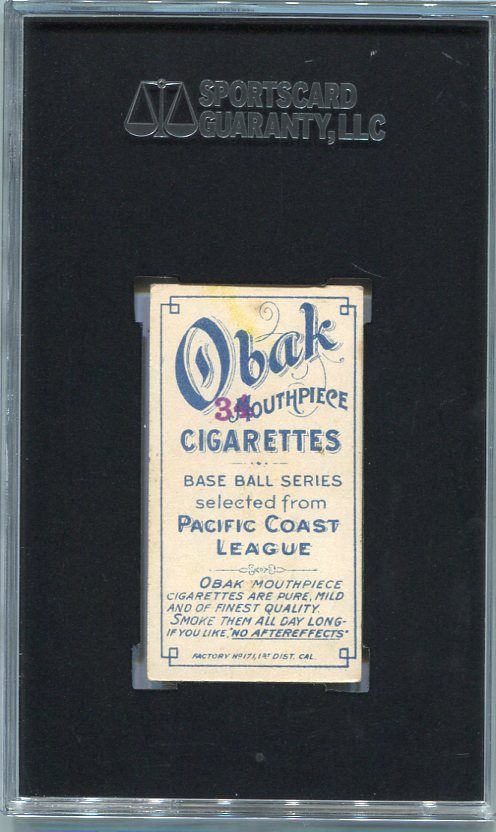 SPORTSCARD
GUARANTY, LLC
Obak
34
MOUTHPIECE
CIGARETTES
BASE BALL SERIES
selected from
PACIFIC COAST
LEAGUE
OBAK MOUTHPIECE
CIGARETTES ARE PURE, MILD
AND OF FINEST QUALITY.
SMOKE THEM ALL DAY LONG-
IF YOU LIKE, "NO AFTEREFFECTS"
FACTORY Nº 171, 1ST DIST. CAL.